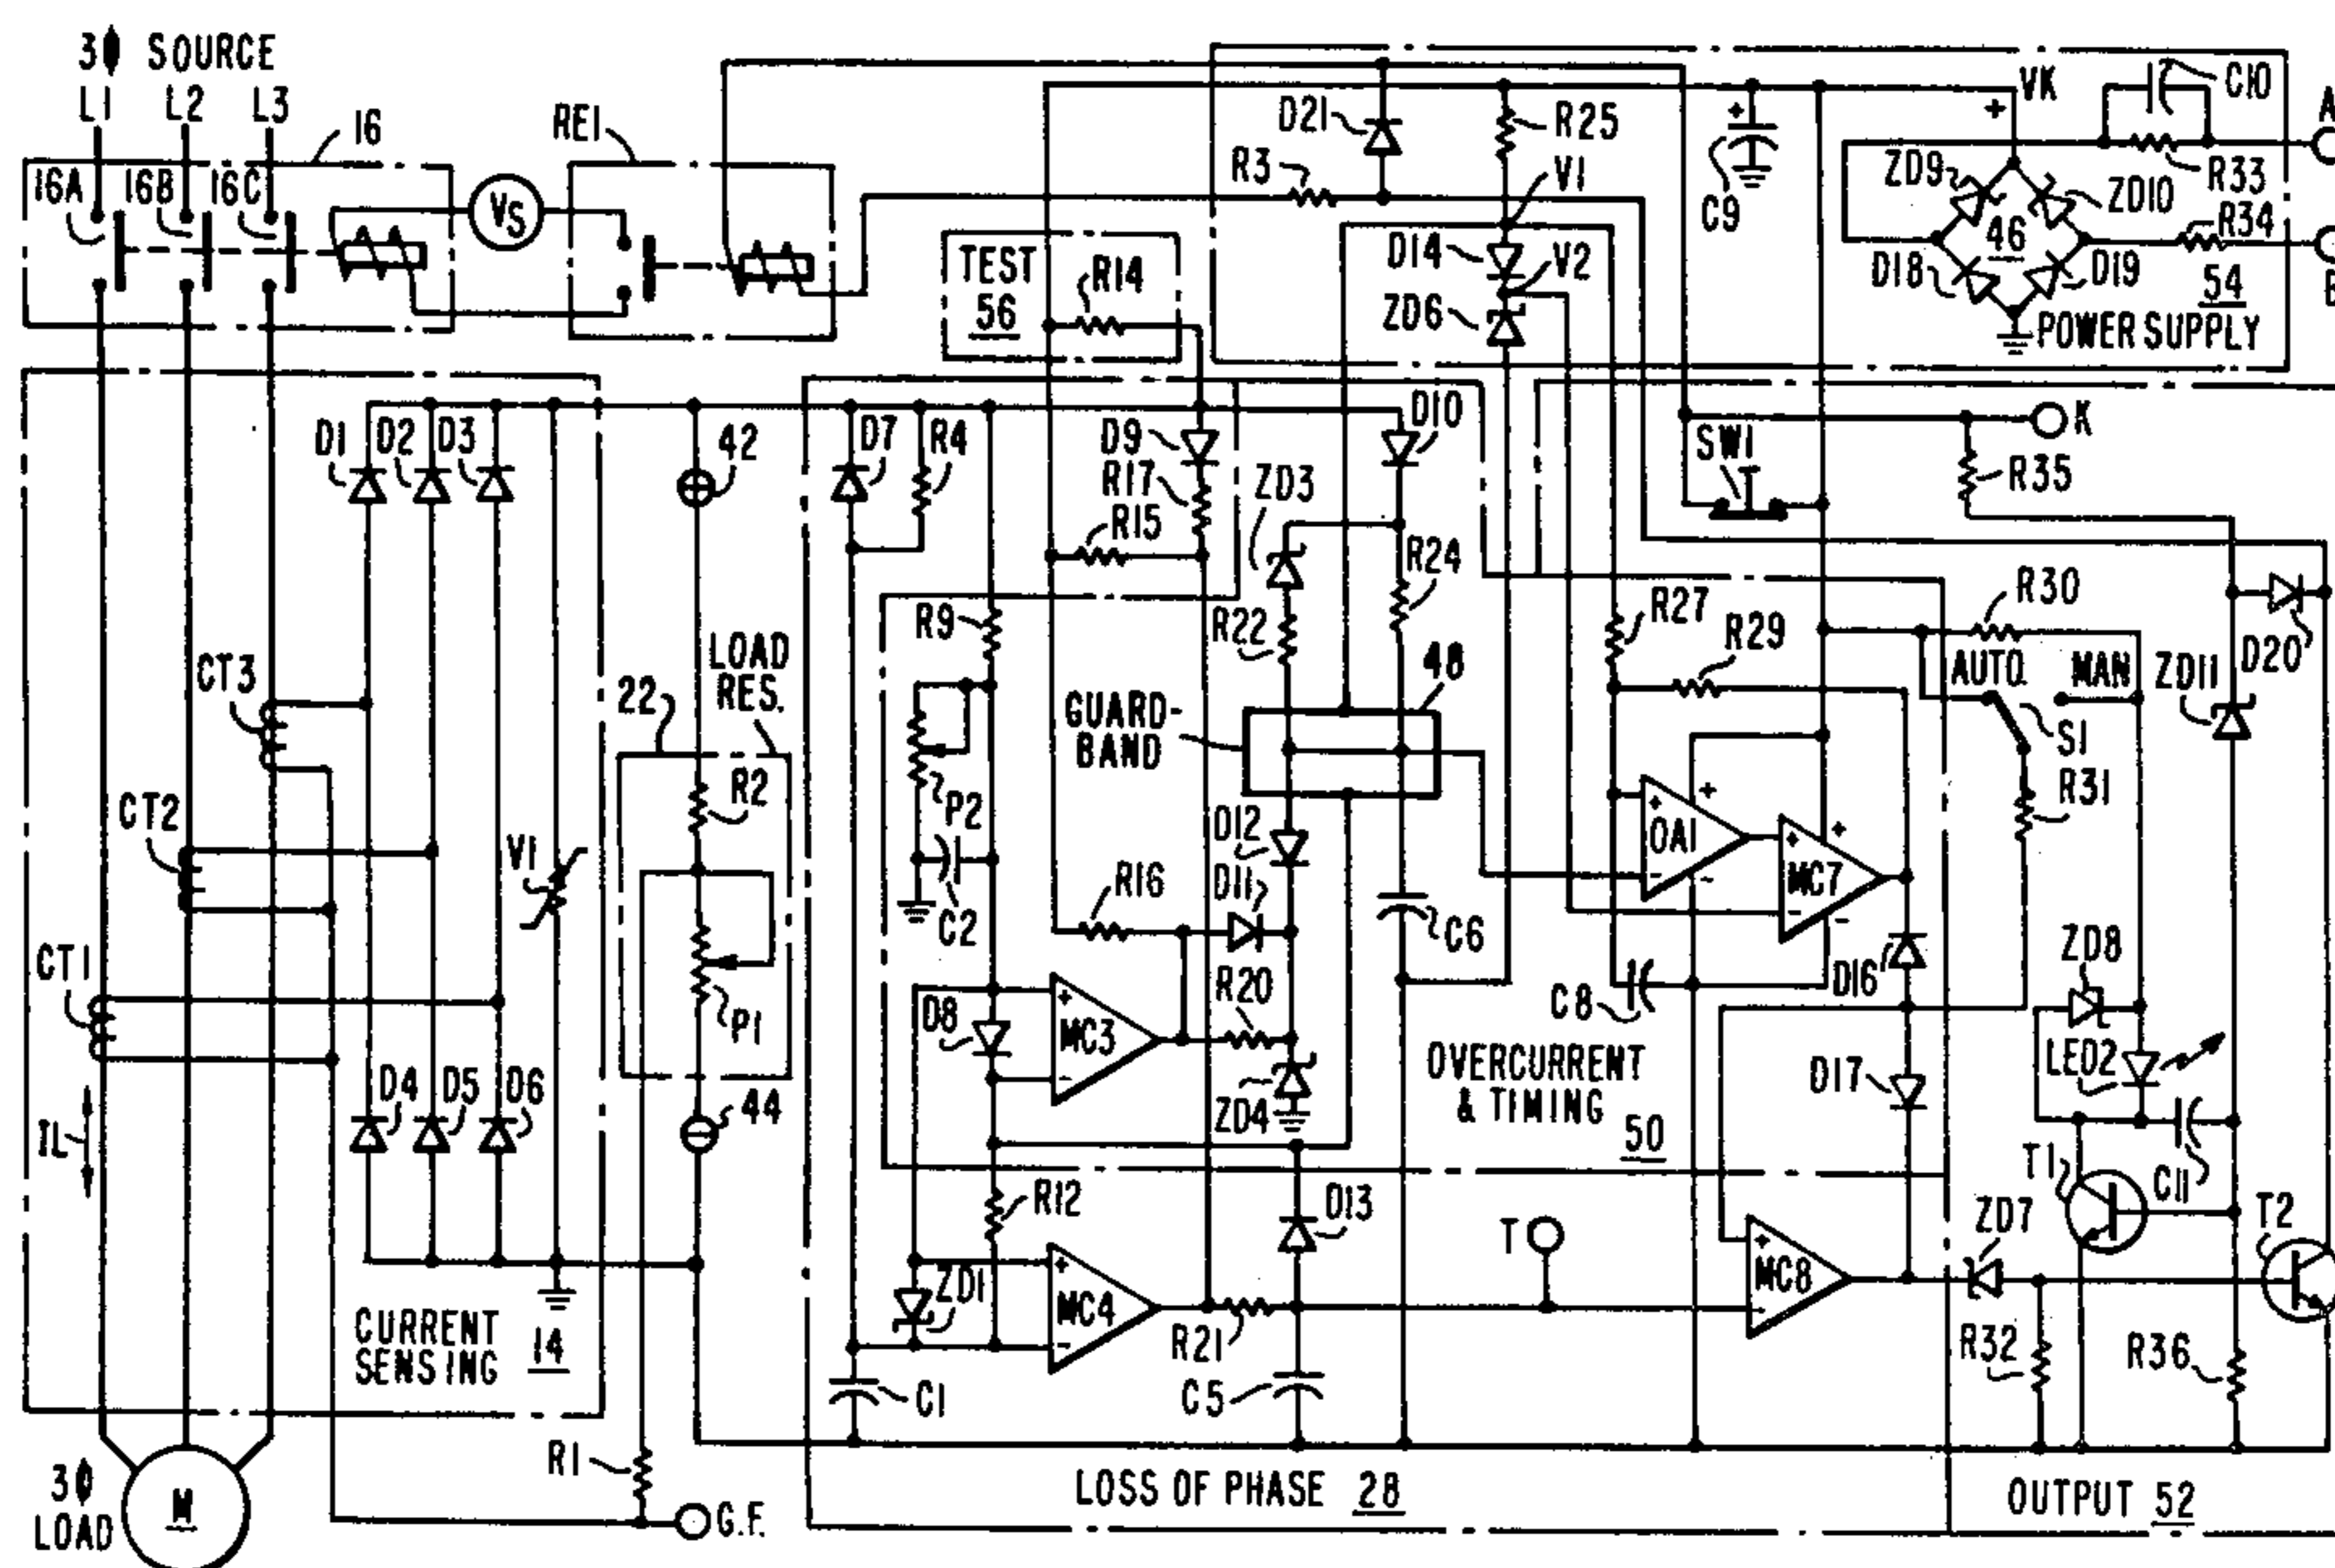 3ϕ SOURCE
L1 L2 L3
16
RE1
16A 16B 16C
VS
D21
R3
R25
V1
C9
VK
+
+
C10
A
R33
ZD9
ZD10
46
R34
D18
D19
54
POWER SUPPLY
TEST
56
R14
D14
V2
ZD6
D1 D2 D3
42
D7 R4
D9
R17
R15
D10
ZD3
R24
SW1
K
R35
R9
R22
R27
R29
R30
D20
AUTO. MAN
ZD11
S1
R31
CT3
22
LOAD
RES.
GUARD-
BAND
48
R2
P2
CT2
V1
C2
R16
D12
D11
C6
+
-
OA1
+
-
+
-
MC7
+
-
C8
D16
ZD8
CT1
P1
D8
+
-
MC3
R20
ZD4
OVERCURRENT
& TIMING
50
D17
LED2
IL
D4 D5 D6
44
R12
D13
T
T1
C11
ZD7
T2
ZD1
+
-
MC4
R21
C5
+
-
MC8
R32
R36
CURRENT
SENSING 14
C1
R1
G.F.
3ϕ
LOAD
M
LOSS OF PHASE 28
OUTPUT 52